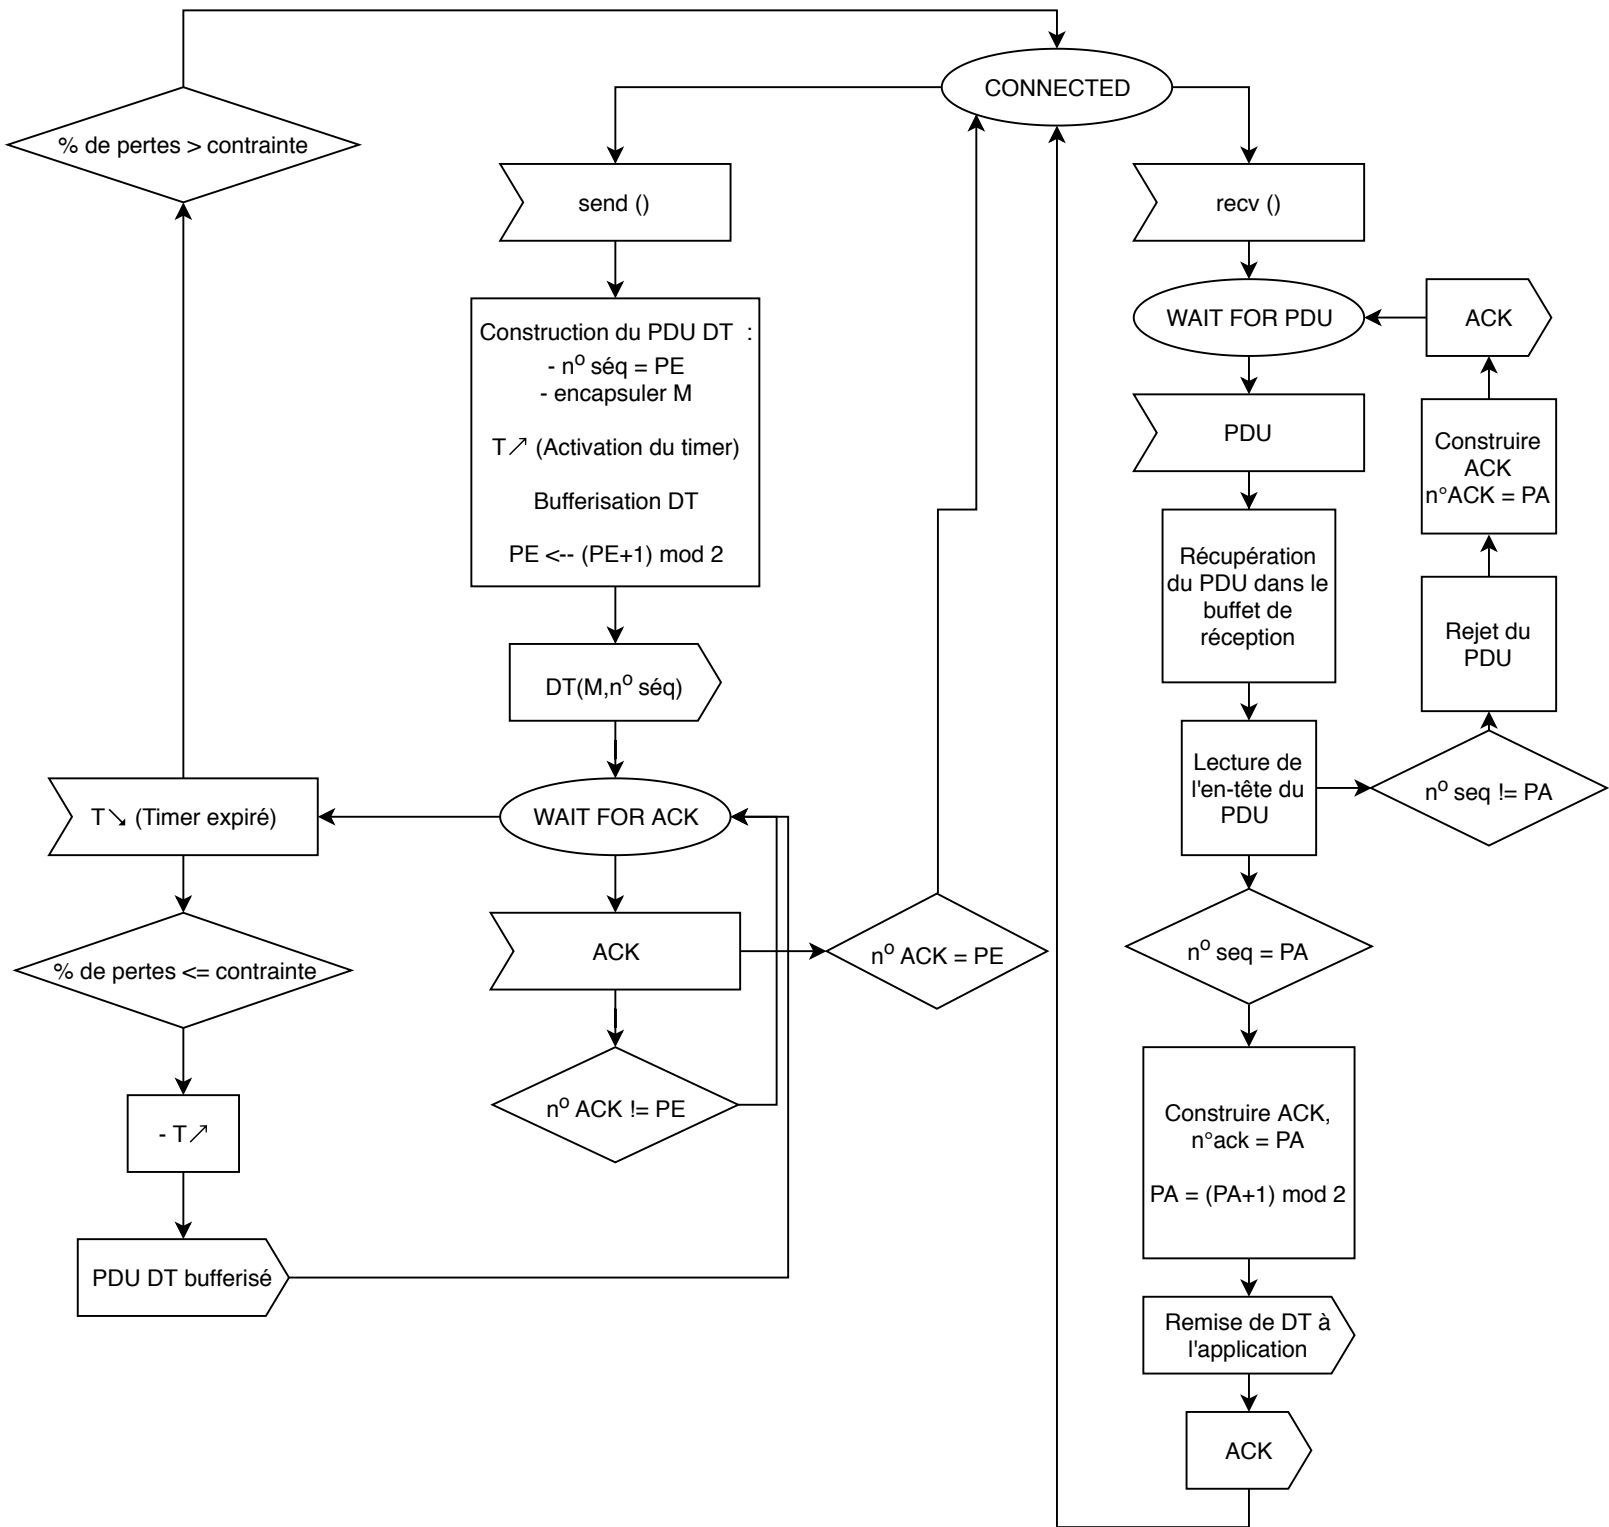 CONNECTED
% de pertes > contrainte
send ()
recv ()
Construction du PDU DT :
- nº séq = PE
- encapsuler M
T↗ (Activation du timer)
Bufferisation DT
PE <-- (PE+1) mod 2
WAIT FOR PDU
ACK
PDU
Construire
ACK
n°ACK = PA
Récupération
du PDU dans le
buffet de
réception
Rejet du
PDU
DT(M,nº séq)
Lecture de
l'en-tête du
PDU
nº seq != PA
T↘ (Timer expiré)
WAIT FOR ACK
ACK
nº ACK = PE
nº seq = PA
% de pertes <= contrainte
nº ACK != PE
- T↗
Construire ACK,
n°ack = PA
PA = (PA+1) mod 2
PDU DT bufferisé
Remise de DT à
l'application
ACK